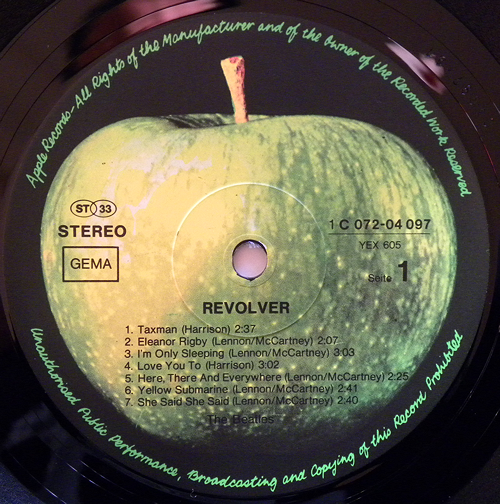 Apple Records-All Rights of the Manufacturer and of the Owner of the Recorded Work Reserved
ST 33
STEREO
GEMA
1 C 072-04 097
YEX 605
Seite 1
REVOLVER
1. Taxman (Harrison) 2:37
2. Eleanor Rigby (Lennon/McCartney) 2:07
3. I'm Only Sleeping (Lennon/McCartney) 3:03
4. Love You To (Harrison) 3:02
5. Here, There And Everywhere (Lennon/McCartney) 2:25
6. Yellow Submarine (Lennon/McCartney) 2:41
7. She Said She Said (Lennon/McCartney) 2:40
The Beatles
Unauthorised Public Performance, Broadcasting and Copying of this Record Prohibited